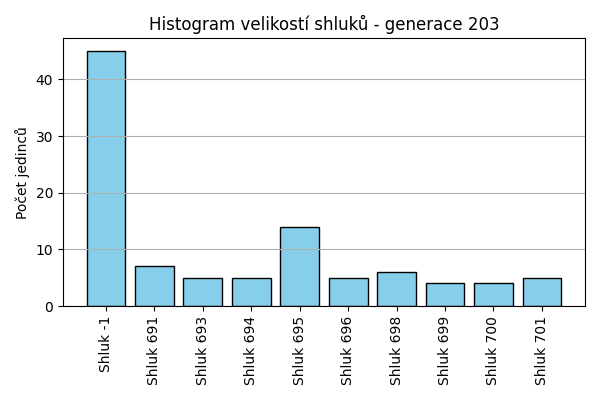 Histogram velikostí shluků - generace 203
Počet jedinců
40
30
20
10
0
Shluk -1
Shluk 691
Shluk 693
Shluk 694
Shluk 695
Shluk 696
Shluk 698
Shluk 699
Shluk 700
Shluk 701